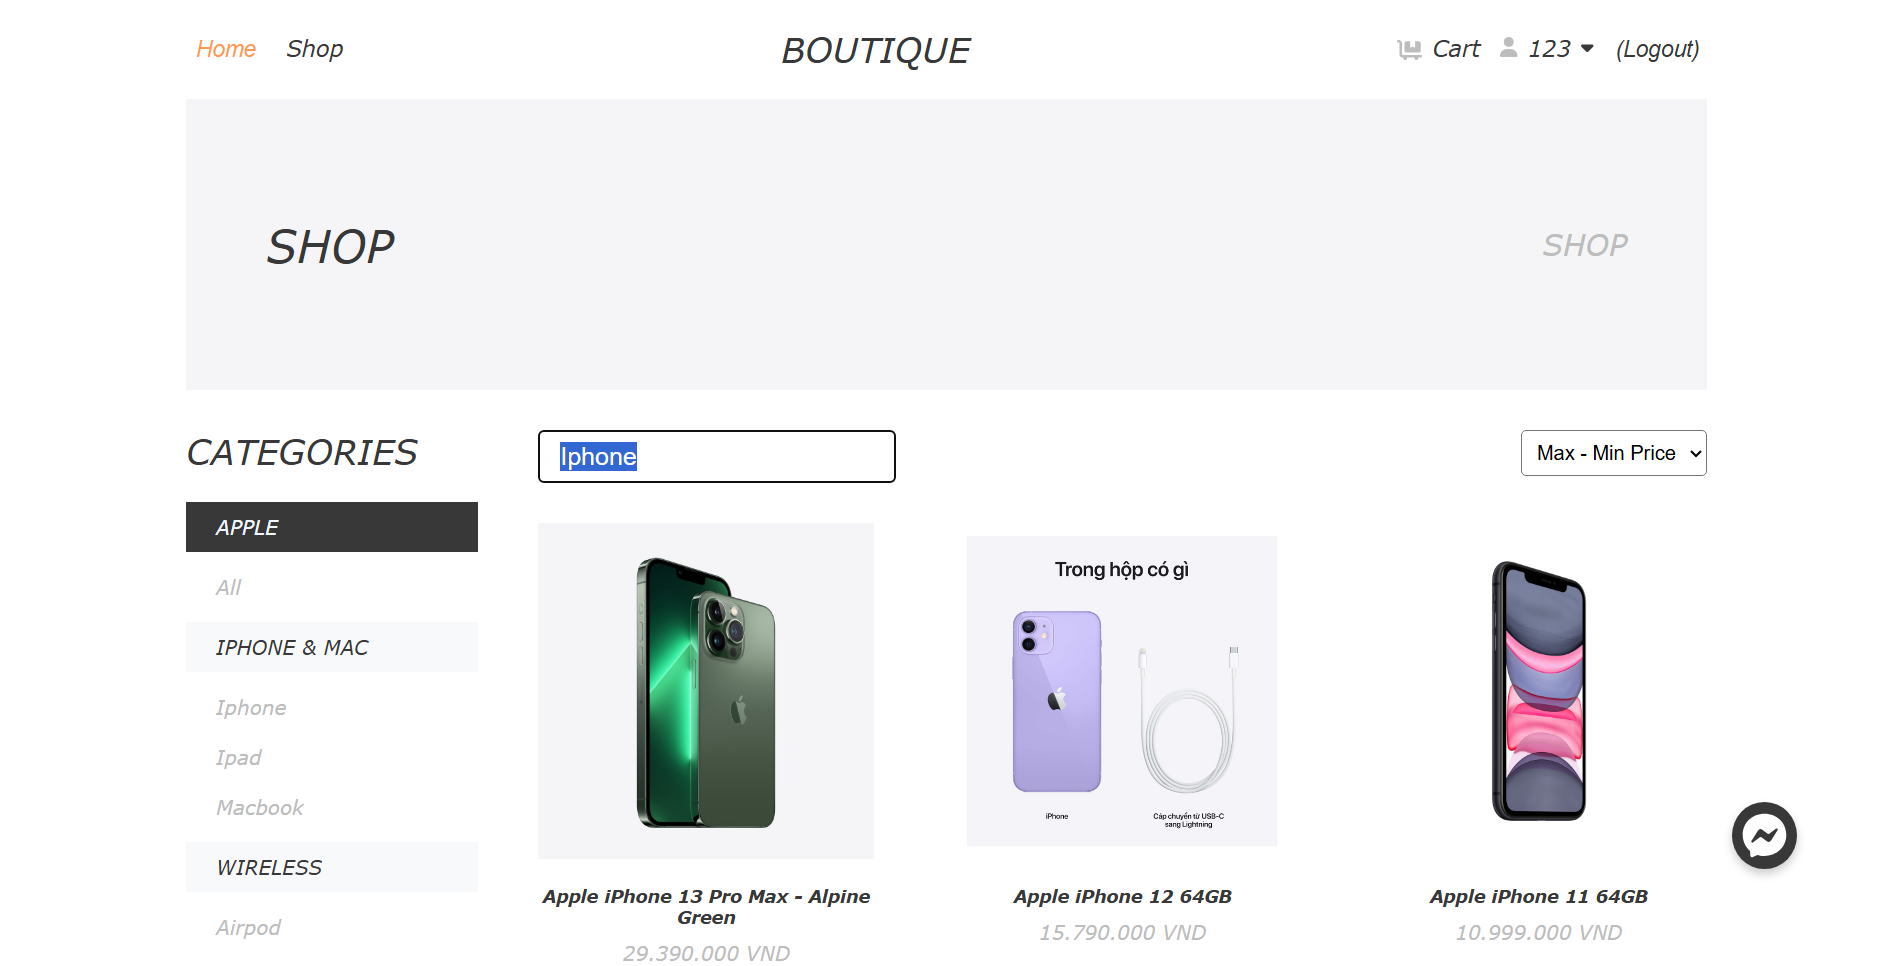 Home Shop BOUTIQUE Cart 123 (Logout)
SHOP SHOP
CATEGORIES
APPLE
All
IPHONE & MAC
Iphone
Ipad
Macbook
WIRELESS
Airpod
Iphone
Max - Min Price
Apple iPhone 13 Pro Max - Alpine
Green
29.390.000 VND
Trong hộp có gì
iPhone
Cáp chuyển từ USB-C
sang Lightning
Apple iPhone 12 64GB
15.790.000 VND
Apple iPhone 11 64GB
10.999.000 VND